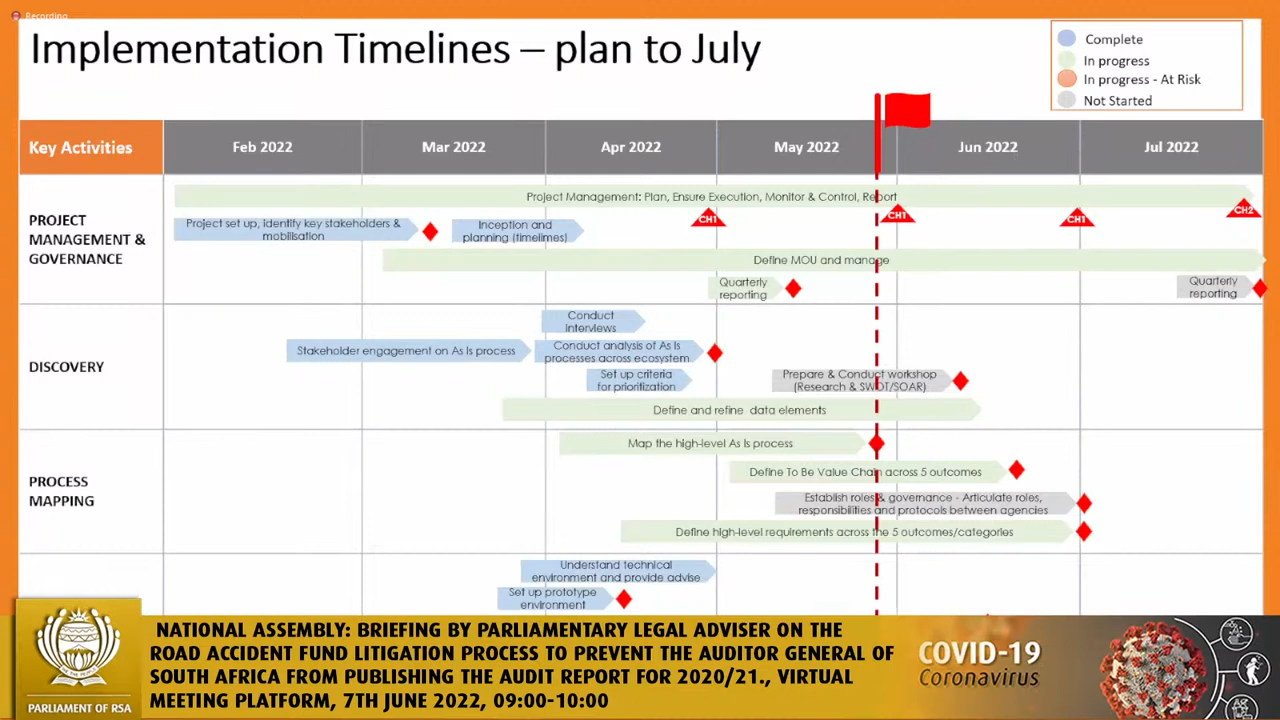 Recording
Implementation Timelines – plan to July
Complete
In progress
In progress - At Risk
Not Started
Key Activities
Feb 2022
Mar 2022
Apr 2022
May 2022
Jun 2022
Jul 2022
PROJECT
MANAGEMENT &
GOVERNANCE
Project Management: Plan, Ensure Execution, Monitor & Control, Report
Project set up, identify key stakeholders &
mobilisation
Inception and
planning (timelimes)
CH1
CH1
CH1
CH2
Define MOU and manage
Quarterly
reporting
Quarterly
reporting
DISCOVERY
Conduct
Interviews
Stakeholder engagement on As Is process
Conduct analysis of As Is
processes across ecosystem
Set up criteria
for prioritization
Prepare & Conduct workshop
(Research & SWOT/SOAR)
Define and refine data elements
PROCESS
MAPPING
Map the high-level As Is process
Define To Be Value Chain across 5 outcomes
Establish roles & governance - Articulate roles,
responsibilities and protocols between agencies
Define high-level requirements across the 5 outcomes/categories
Understand technical
environment and provide advise
Set up prototype
environment
PARLIAMENT OF RSA
NATIONAL ASSEMBLY: BRIEFING BY PARLIAMENTARY LEGAL ADVISER ON THE
ROAD ACCIDENT FUND LITIGATION PROCESS TO PREVENT THE AUDITOR GENERAL OF
SOUTH AFRICA FROM PUBLISHING THE AUDIT REPORT FOR 2020/21., VIRTUAL
MEETING PLATFORM, 7TH JUNE 2022, 09:00-10:00
COVID-19
Coronavirus